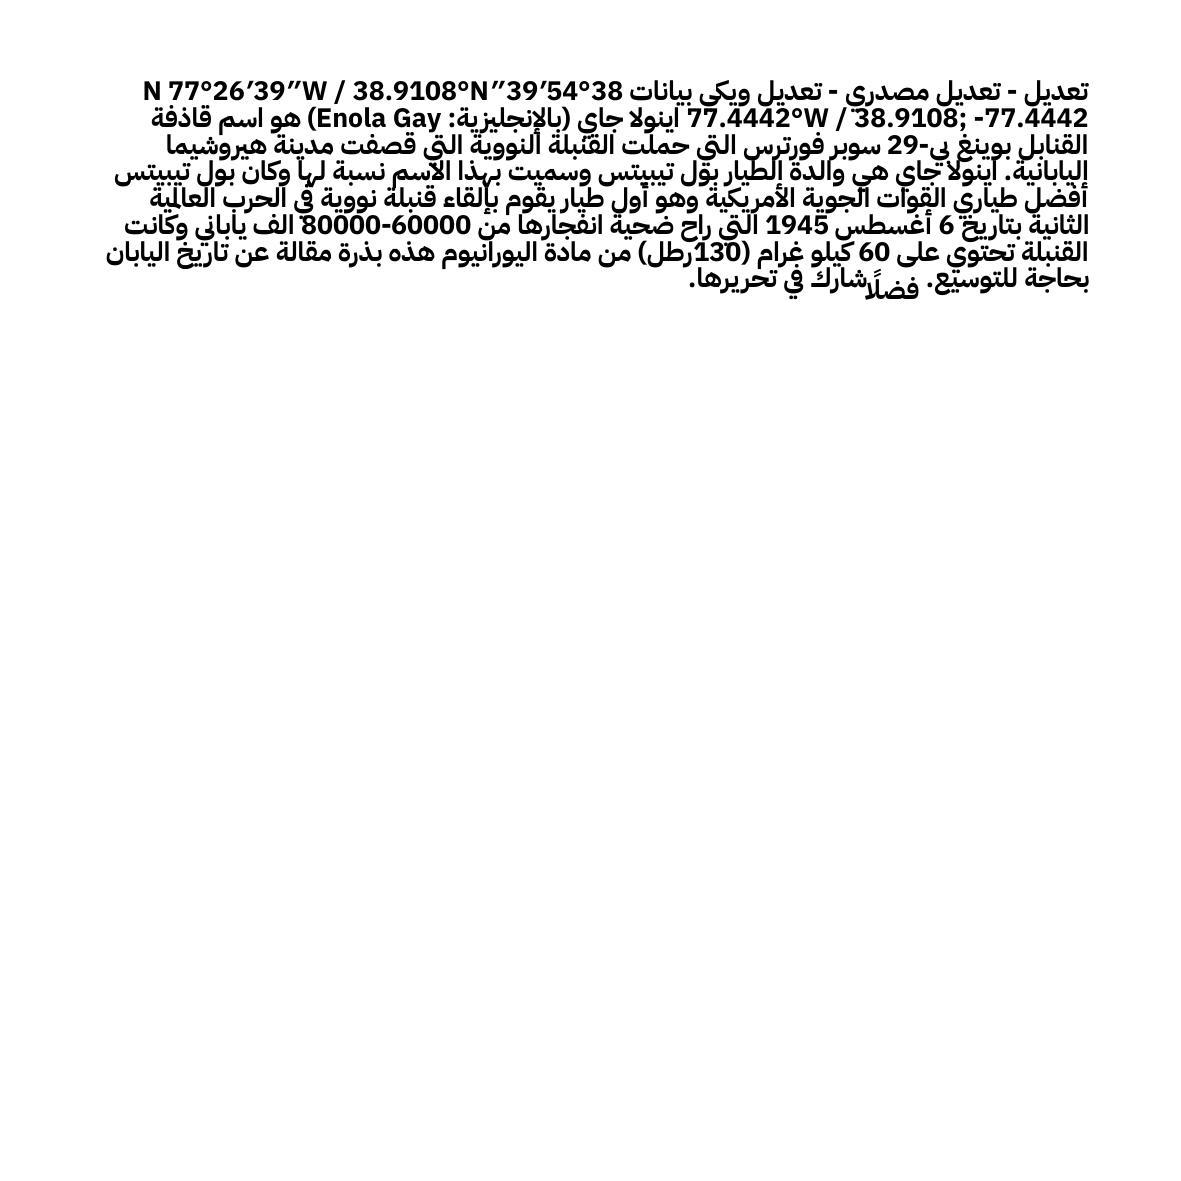 تعديل - تعديل مصدري - تعديل ويكي بيانات 38°54′39″N 77°26′39″W / 38.9108°N
77.4442°W / 38.9108; -77.4442 اينولا جاي (بالإنجليزية: Enola Gay) هو اسم قاذفة
القنابل بوينغ بي-29 سوبر فورترس التي حملت القنبلة النووية التي قصفت مدينة هيروشيما
اليابانية. اينولا جاي هي والدة الطيار بول تيبيتس وسميت بهذا الاسم نسبة لها وكان بول تيبيتس
أفضل طياري القوات الجوية الأمريكية وهو أول طيار يقوم بإلقاء قنبلة نووية في الحرب العالمية
الثانية بتاريخ 6 أغسطس 1945 التي راح ضحية انفجارها من 60000-80000 الف ياباني وكانت
القنبلة تحتوي على 60 كيلو غرام (130رطل) من مادة اليورانيوم هذه بذرة مقالة عن تاريخ اليابان
بحاجة للتوسيع. فضلًا شارك في تحريرها.